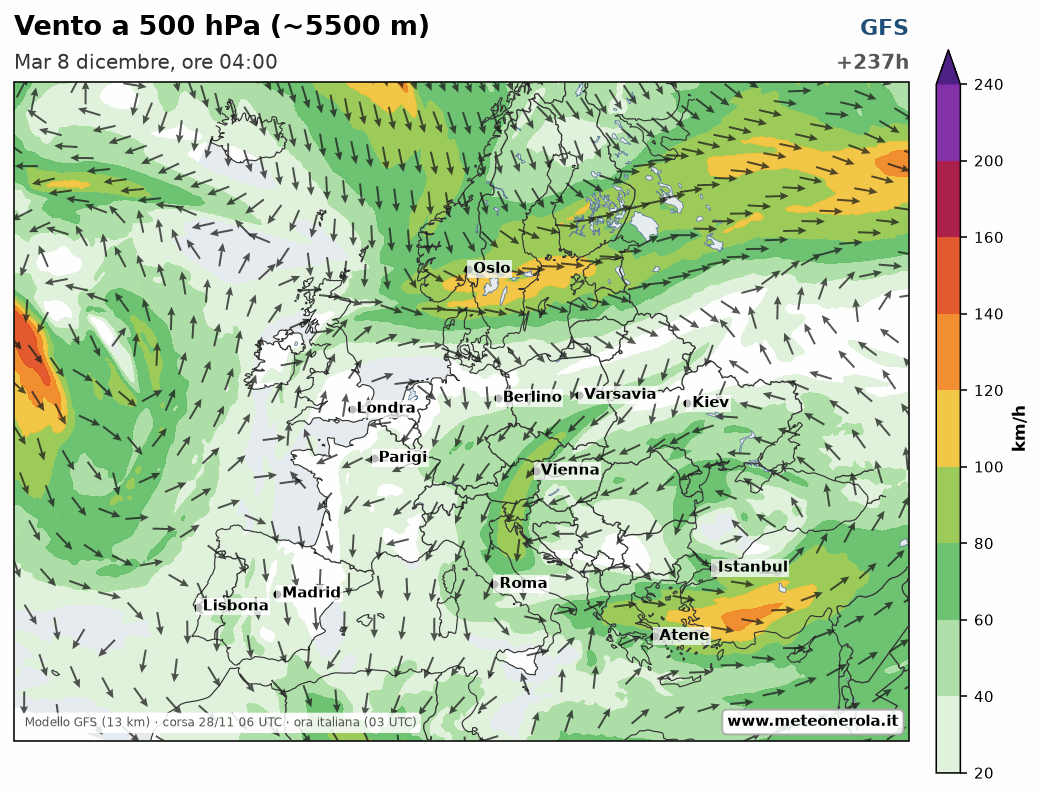 Vento a 500 hPa (~5500 m)
GFS
Mar 8 dicembre, ore 04:00
+237h
240
200
160
140
120
100
80
60
40
20
km/h
Oslo
Berlino
Varsavia
Kiev
Londra
Parigi
Vienna
Istanbul
Roma
Madrid
Lisbona
Atene
Modello GFS (13 km) · corsa 28/11 06 UTC · ora italiana (03 UTC)
www.meteonerola.it